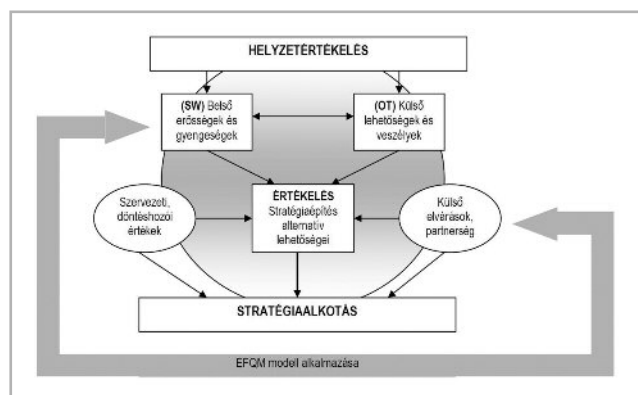 HELYZETÉRTÉKELÉS
(SW) Belső
erősségek és
gyengeségek
(OT) Külső
lehetőségek és
veszélyek
Szervezeti,
döntéshozói
értékek
ÉRTÉKELÉS
Stratégiaépítés
alternatív
lehetőségei
Külső
elvárások,
partnerség
STRATÉGIAALKOTÁS
EFQM modell alkalmazása